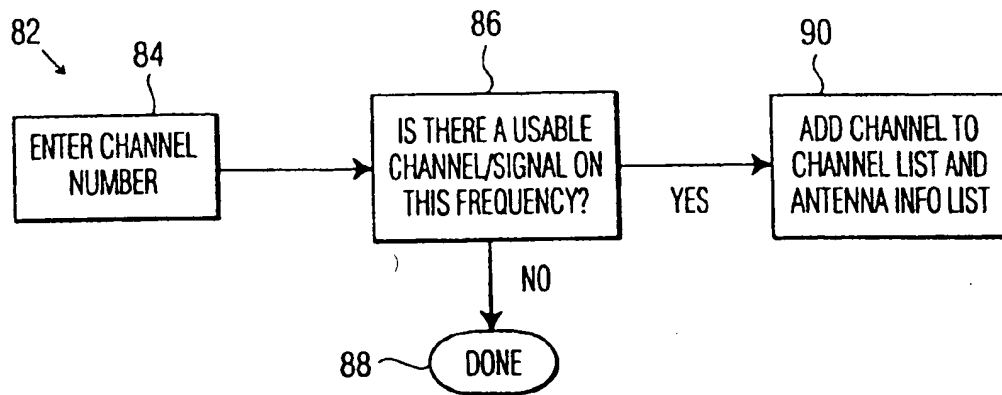 82
84
ENTER CHANNEL
NUMBER
86
IS THERE A USABLE
CHANNEL/SIGNAL ON
THIS FREQUENCY?
YES
90
ADD CHANNEL TO
CHANNEL LIST AND
ANTENNA INFO LIST
NO
88
DONE